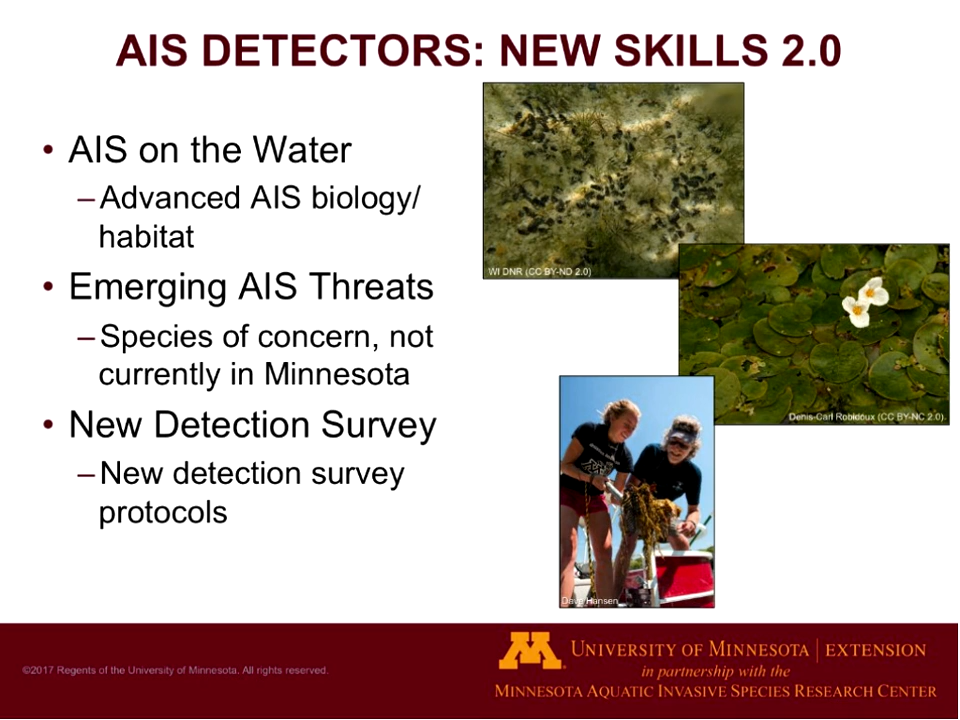 AIS DETECTORS: NEW SKILLS 2.0
• AIS on the Water
– Advanced AIS biology/
habitat
• Emerging AIS Threats
– Species of concern, not
currently in Minnesota
• New Detection Survey
– New detection survey
protocols
WI DNR (CC BY-ND 2.0)
Denis-Carl Robidoux (CC BY-NC 2.0).
Dave Hansen
©2017 Regents of the University of Minnesota. All rights reserved.
UNIVERSITY OF MINNESOTA | EXTENSION
in partnership with the
MINNESOTA AQUATIC INVASIVE SPECIES RESEARCH CENTER